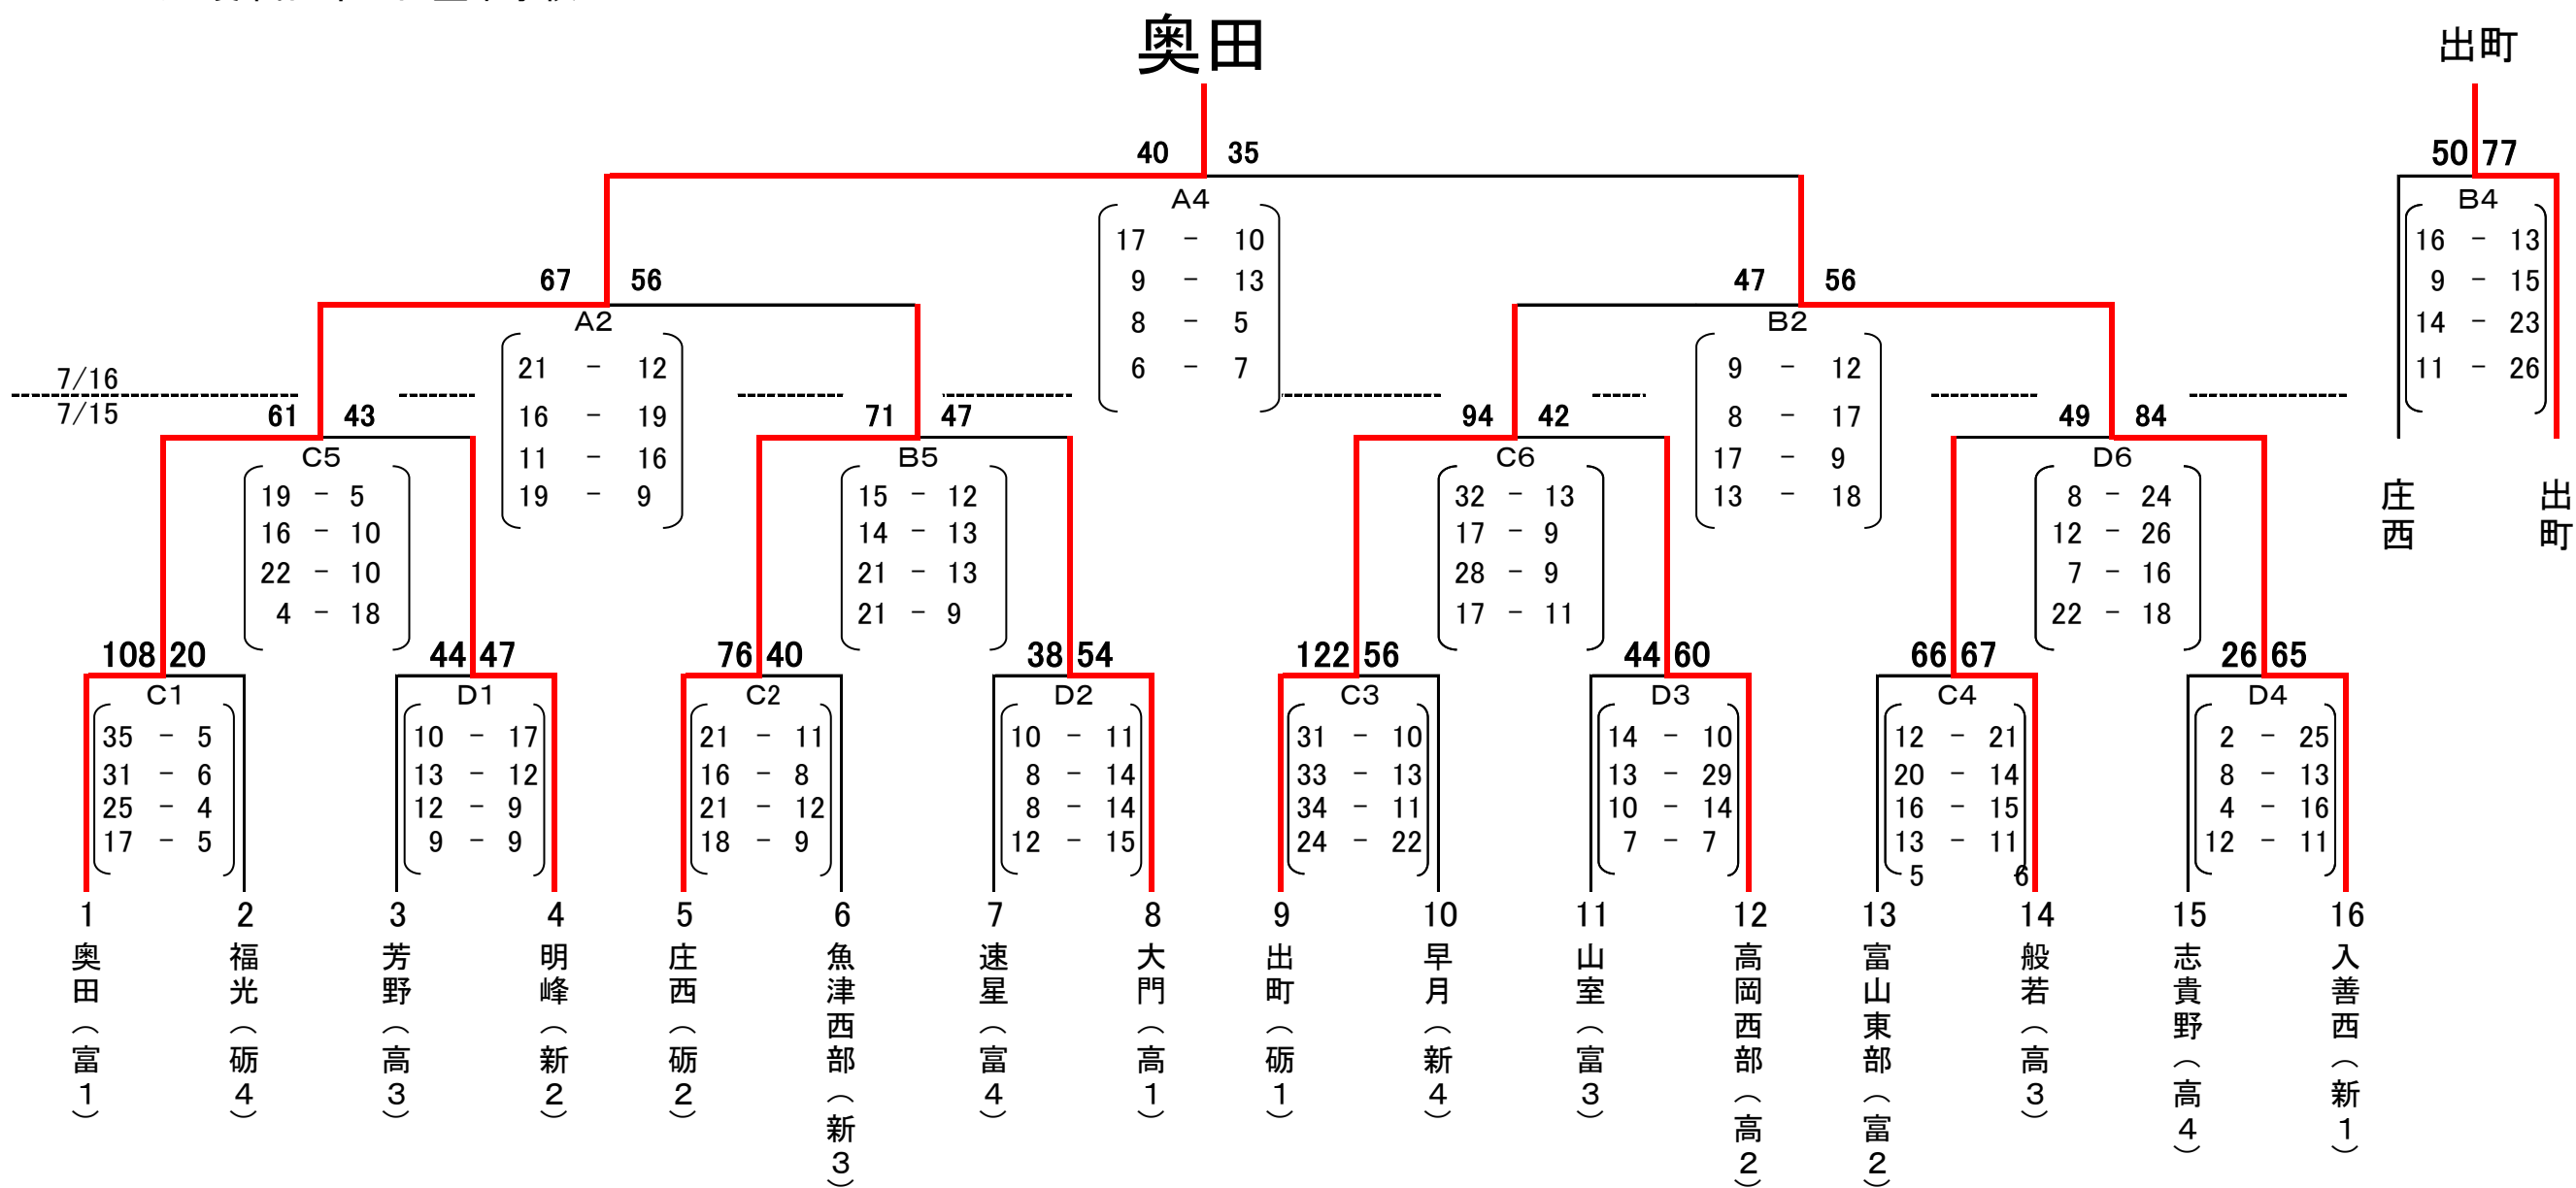 奥田
出町
40 35
50 77
A4
17 - 10
9 - 13
8 - 5
6 - 7
B4
16 - 13
9 - 15
14 - 23
11 - 26
庄西
出町
67 56
A2
21 - 12
16 - 19
11 - 16
19 - 9
47 56
B2
9 - 12
8 - 17
17 - 9
13 - 18
7/16
7/15
61 43
C5
19 - 5
16 - 10
22 - 10
4 - 18
71 47
B5
15 - 12
14 - 13
21 - 13
21 - 9
94 42
C6
32 - 13
17 - 9
28 - 9
17 - 11
49 84
D6
8 - 24
12 - 26
7 - 16
22 - 18
108 20
C1
35 - 5
31 - 6
25 - 4
17 - 5
44 47
D1
10 - 17
13 - 12
12 - 9
9 - 9
76 40
C2
21 - 11
16 - 8
21 - 12
18 - 9
38 54
D2
10 - 11
8 - 14
8 - 14
12 - 15
122 56
C3
31 - 10
33 - 13
34 - 11
24 - 22
44 60
D3
14 - 10
13 - 29
10 - 14
7 - 7
66 67
C4
12 - 21
20 - 14
16 - 15
13 - 11
5 6
26 65
D4
2 - 25
8 - 13
4 - 16
12 - 11
1
奥田（富１）
2
福光（砺４）
3
芳野（高３）
4
明峰（新２）
5
庄西（砺２）
6
魚津西部（新３）
7
速星（富４）
8
大門（高１）
9
出町（砺１）
10
早月（新４）
11
山室（富３）
12
高岡西部（高２）
13
富山東部（富２）
14
般若（高３）
15
志貴野（高４）
16
入善西（新１）